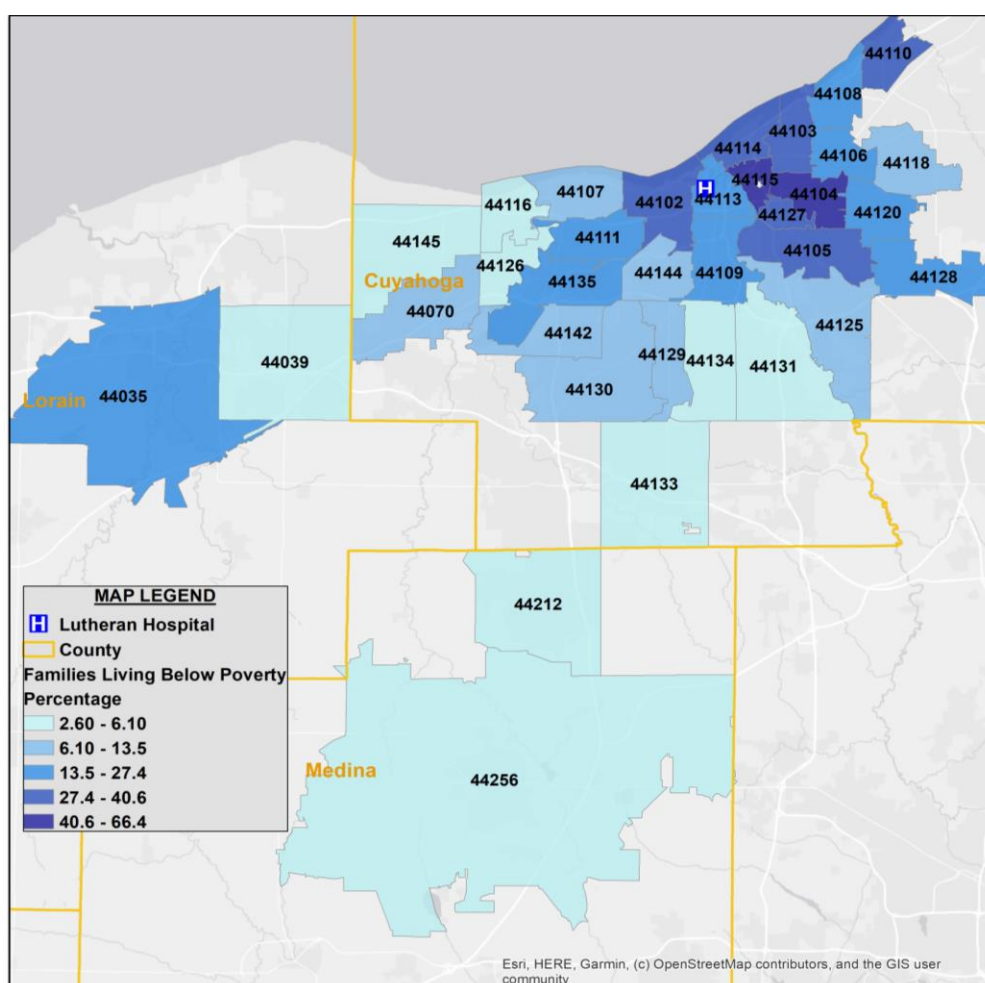 44110
44108
44103
44114
44106
44118
44115
44104
44107
44116
44102
H
44113
44127
44120
44111
44105
44145
44126
44144
44109
44128
44135
Cuyahoga
44070
44125
44142
44129
44039
44134
44131
44130
44035
Lorain
44133
44212
MAP LEGEND
H Lutheran Hospital
County
Families Living Below Poverty
Percentage
2.60 - 6.10
6.10 - 13.5
13.5 - 27.4
27.4 - 40.6
40.6 - 66.4
Medina
44256
Esri, HERE, Garmin, (c) OpenStreetMap contributors, and the GIS user
community